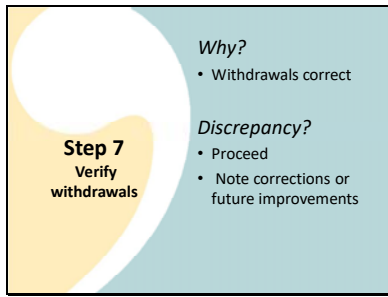 Step 7
Verify
withdrawals
Why?
• Withdrawals correct
Discrepancy?
• Proceed
• Note corrections or
future improvements